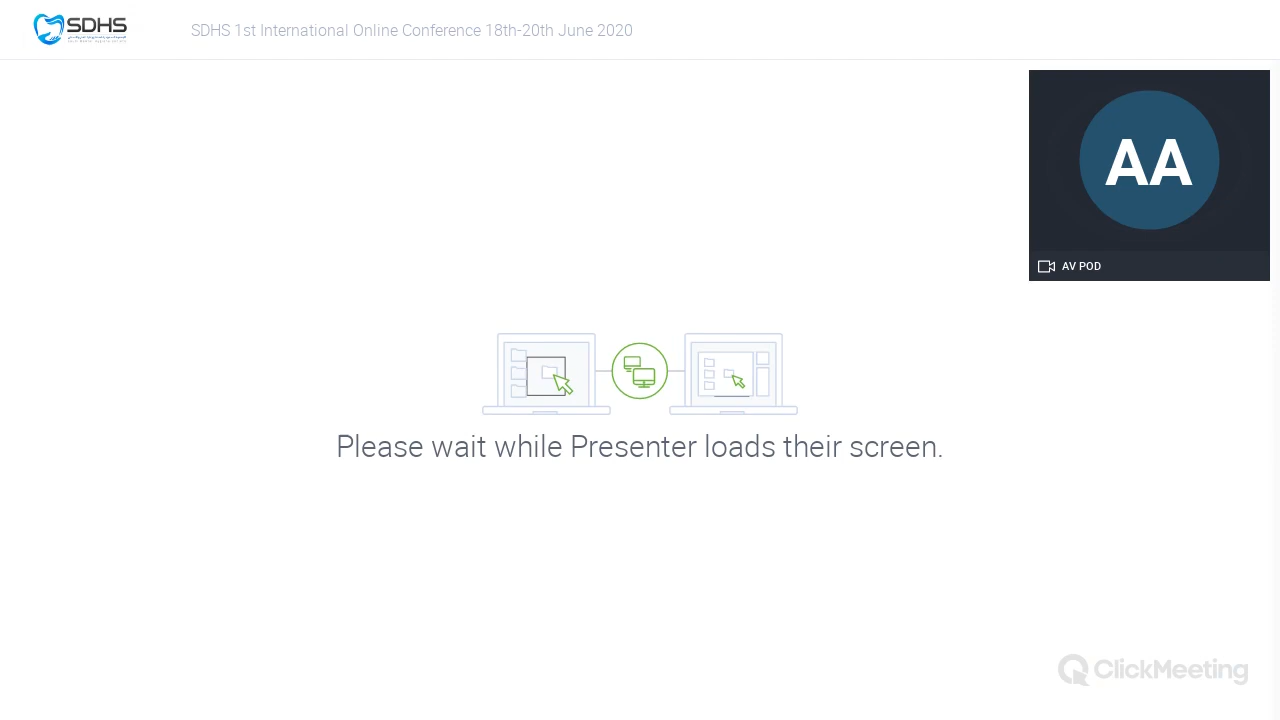 SDHS
SDHS 1st International Online Conference 18th-20th June 2020
AA
AV POD
Please wait while Presenter loads their screen.
ClickMeeting